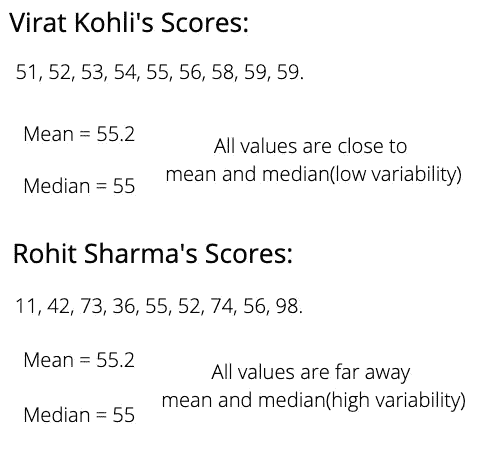 Virat Kohli's Scores:
51, 52, 53, 54, 55, 56, 58, 59, 59.
Mean = 55.2
All values are close to
mean and median(low variability)
Median = 55
Rohit Sharma's Scores:
11, 42, 73, 36, 55, 52, 74, 56, 98.
Mean = 55.2
All values are far away
mean and median(high variability)
Median = 55